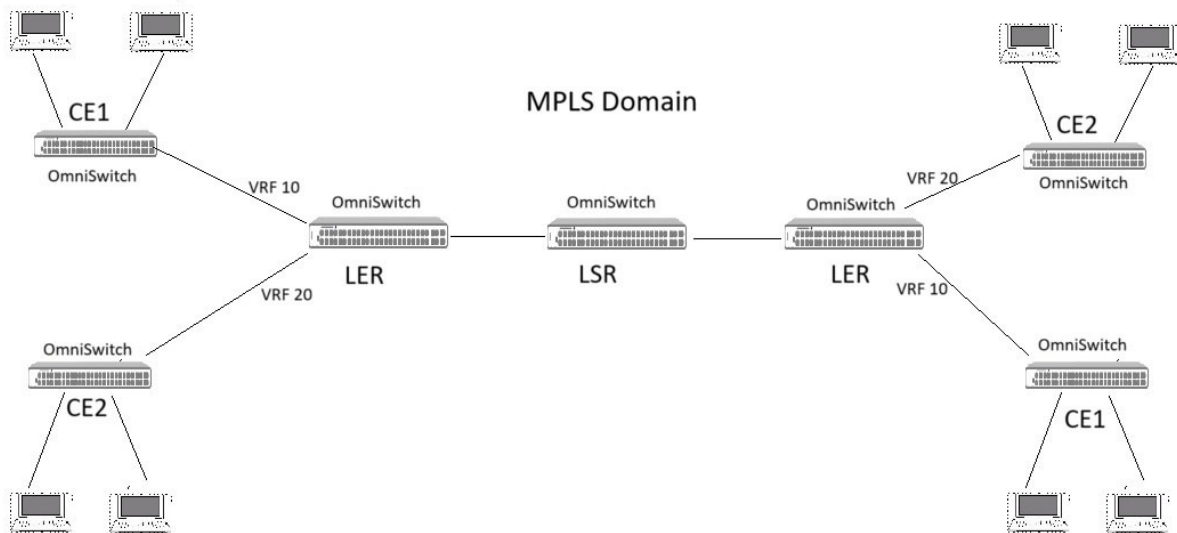 MPLS Domain
CE1
OmniSwitch
CE2
OmniSwitch
VRF 10
VRF 20
OmniSwitch
OmniSwitch
OmniSwitch
LER
LSR
LER
VRF 20
VRF 10
OmniSwitch
CE2
OmniSwitch
CE1